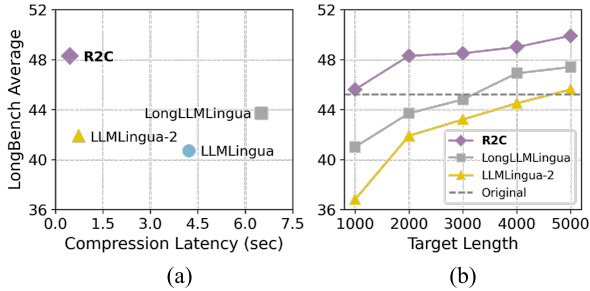 LongBench Average
52
48
44
40
36
R2C
LongLLMLingua
LLMLingua-2
LLMLingua
0.0 1.5 3.0 4.5 6.0 7.5
Compression Latency (sec)
(a)
52
48
44
40
36
R2C
LongLLMLingua
LLMLingua-2
Original
1000 2000 3000 4000 5000
Target Length
(b)